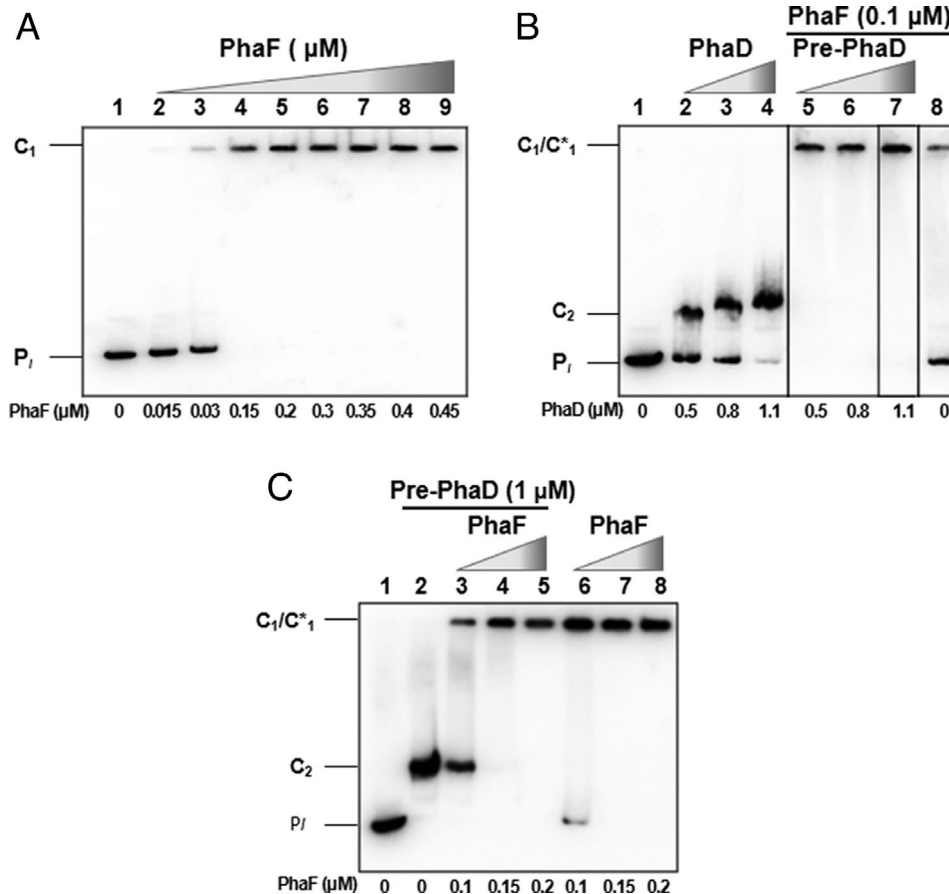 A
PhaF ( µM)
1 2 3 4 5 6 7 8 9
C1
Pl
PhaF (µM) 0 0.015 0.03 0.15 0.2 0.3 0.35 0.4 0.45
B
PhaF (0.1 µM)
PhaD Pre-PhaD
1 2 3 4 5 6 7 8
C1/C*1
C2
Pl
PhaD (µM) 0 0.5 0.8 1.1 0.5 0.8 1.1 0
C
Pre-PhaD (1 µM)
PhaF PhaF
1 2 3 4 5 6 7 8
C1/C*1
C2
Pl
PhaF (µM) 0 0 0.1 0.15 0.2 0.1 0.15 0.2